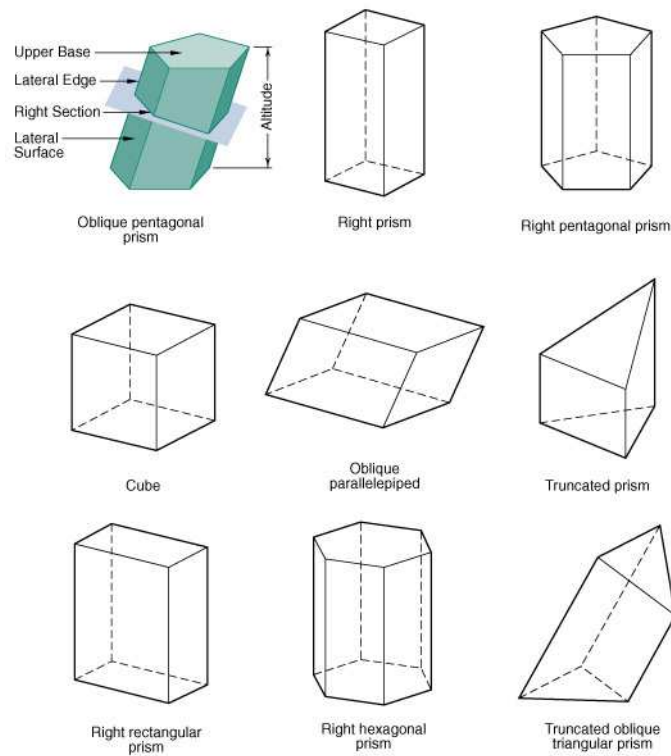 Upper Base
Lateral Edge
Right Section
Lateral
Surface
Altitude
Oblique pentagonal
prism
Right prism
Right pentagonal prism
Cube
Oblique
parallelepiped
Truncated prism
Right rectangular
prism
Right hexagonal
prism
Truncated oblique
triangular prism